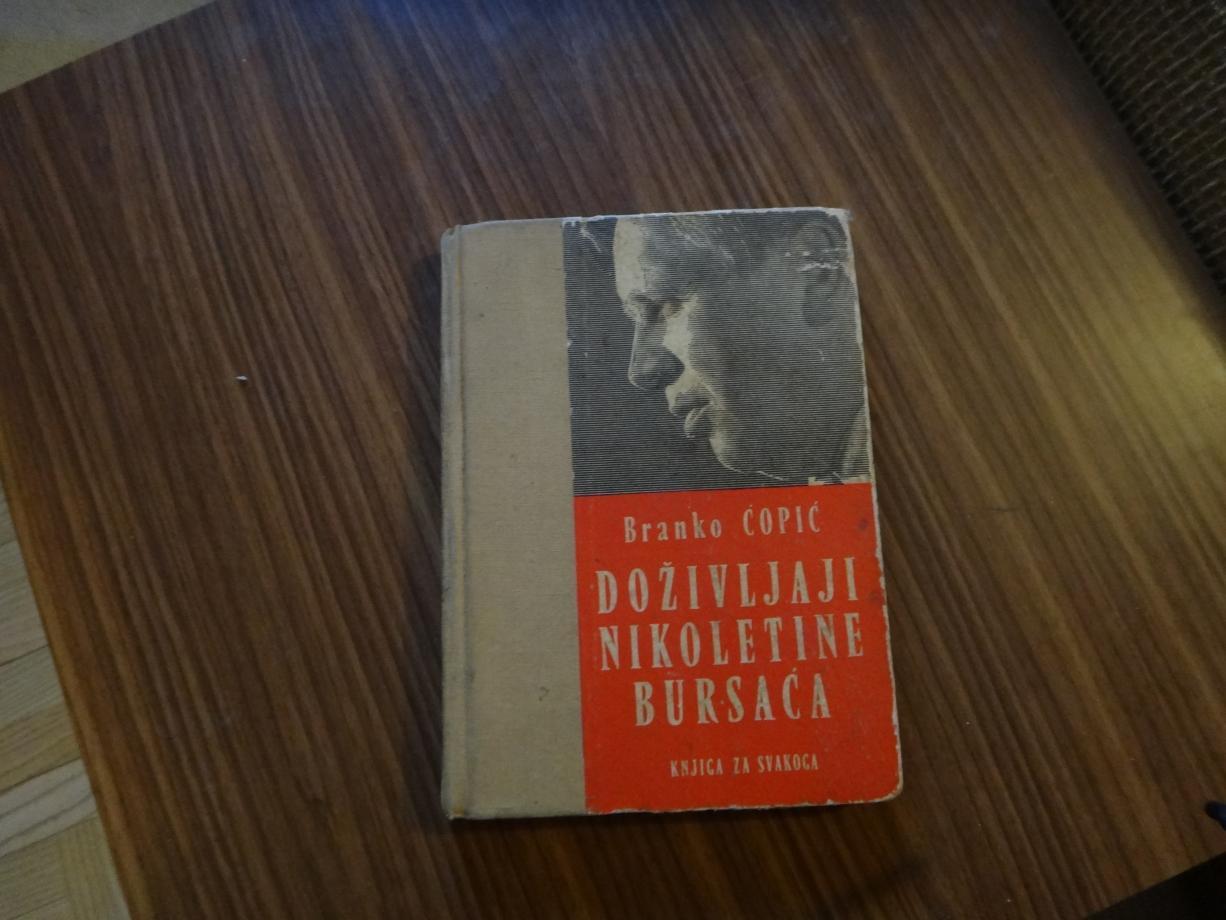 Branko ĆOPIĆ
DOŽIVLJAJI
NIKOLETINE
BURSAĆA
KNJIGA ZA SVAKOGA